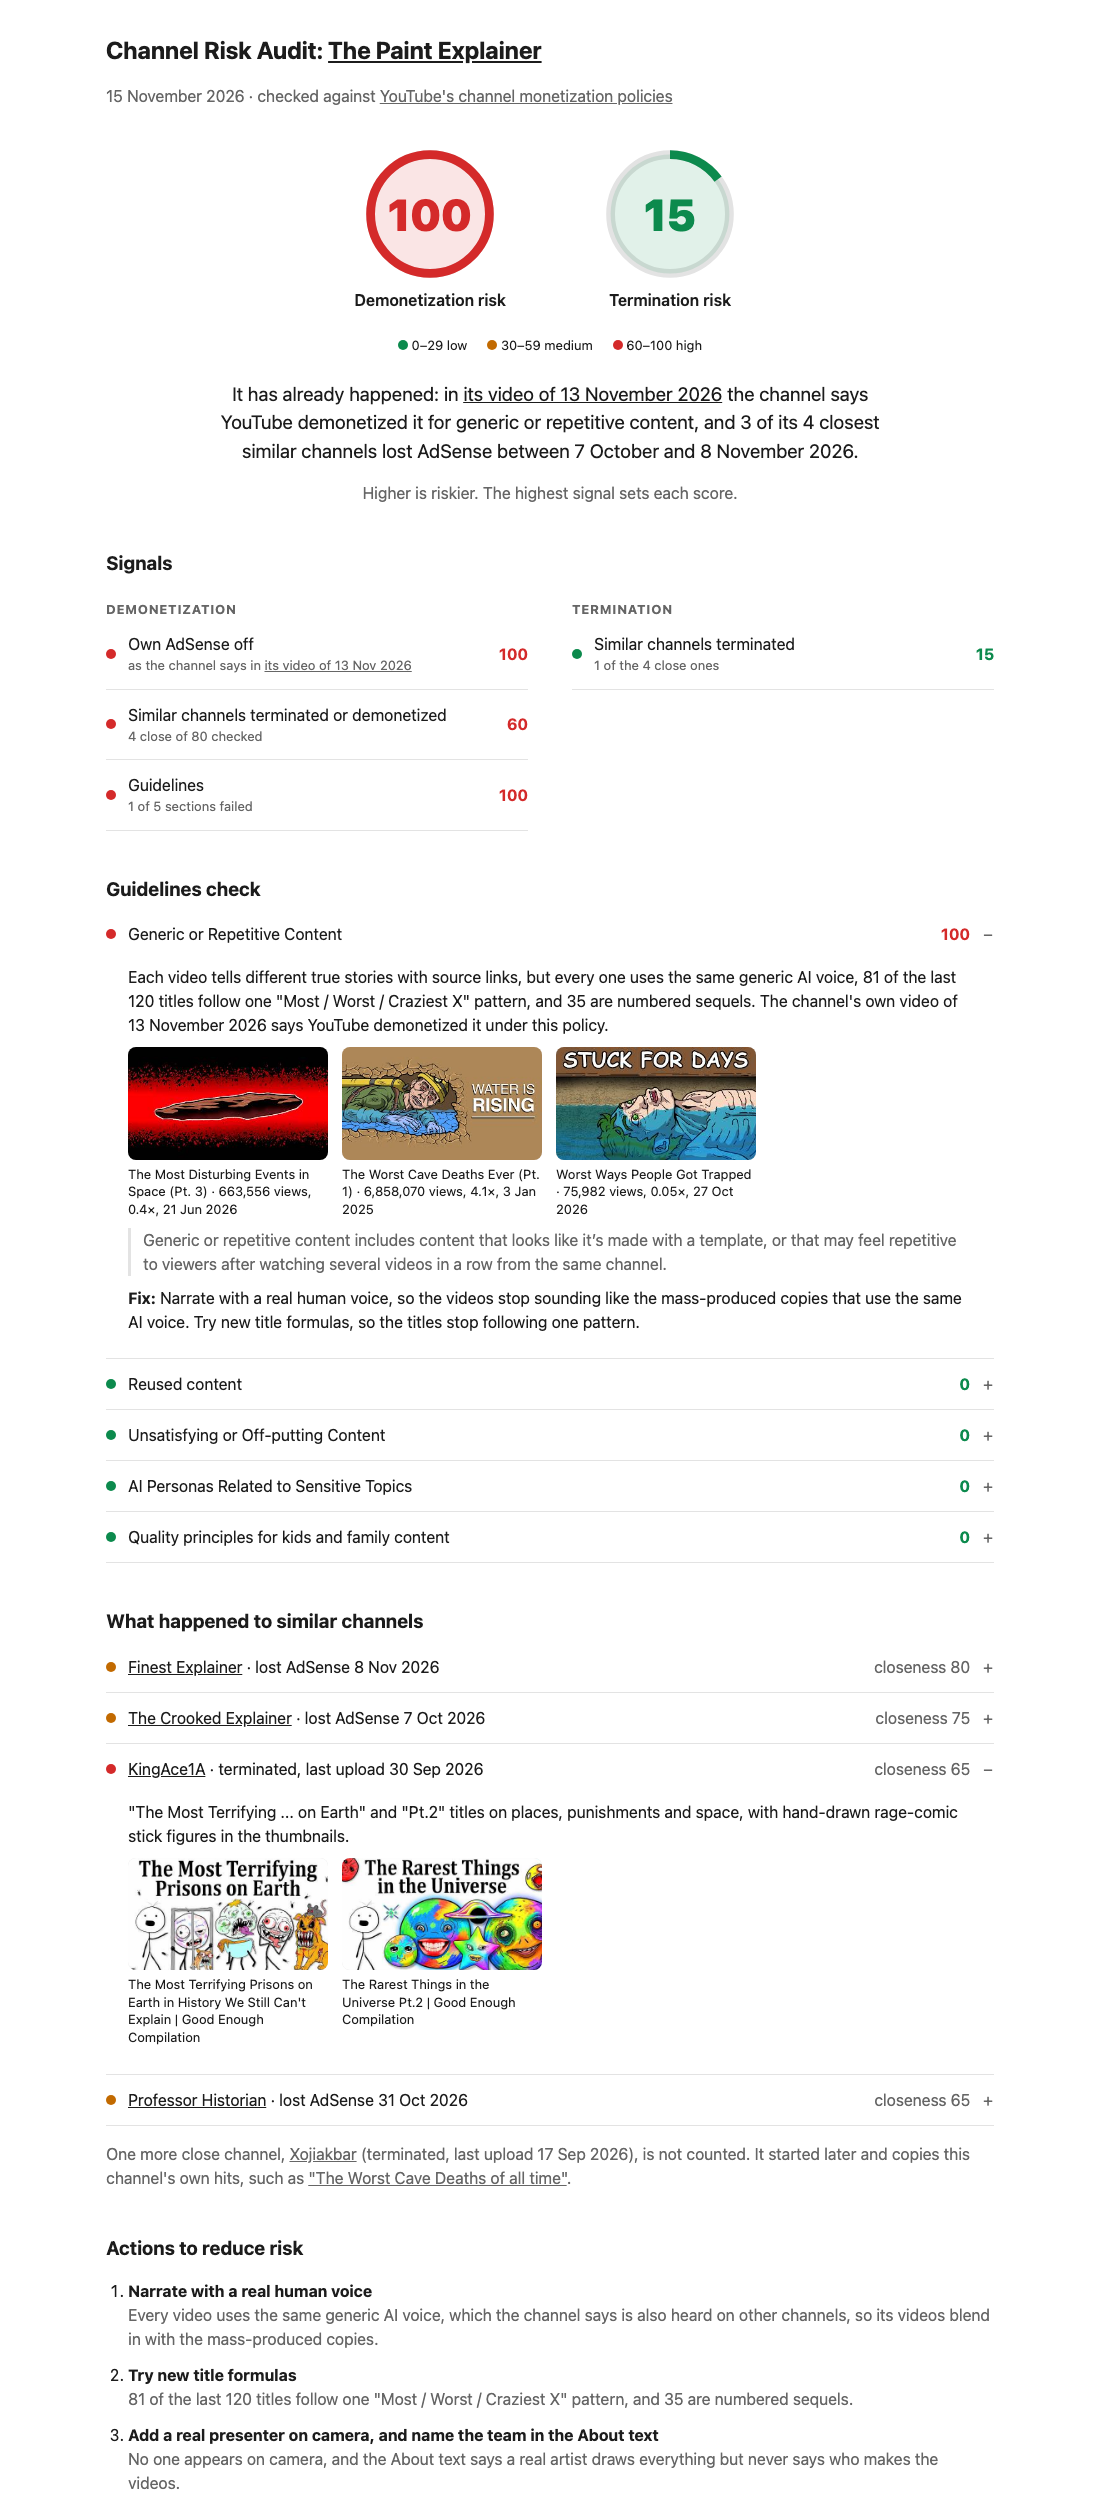 Channel Risk Audit: The Paint Explainer
15 November 2026 · checked against YouTube's channel monetization policies
100
15
Demonetization risk
Termination risk
0–29 low
30–59 medium
60–100 high
It has already happened: in its video of 13 November 2026 the channel says
YouTube demonetized it for generic or repetitive content, and 3 of its 4 closest
similar channels lost AdSense between 7 October and 8 November 2026.
Higher is riskier. The highest signal sets each score.
Signals
DEMONETIZATION
Own AdSense off
as the channel says in its video of 13 Nov 2026
100
Similar channels terminated or demonetized
4 close of 80 checked
60
Guidelines
1 of 5 sections failed
100
TERMINATION
Similar channels terminated
1 of the 4 close ones
15
Guidelines check
Generic or Repetitive Content 100 −
Each video tells different true stories with source links, but every one uses the same generic AI voice, 81 of the last
120 titles follow one "Most / Worst / Craziest X" pattern, and 35 are numbered sequels. The channel's own video of
13 November 2026 says YouTube demonetized it under this policy.
WATER IS
RISING
STUCK FOR DAYS
The Most Disturbing Events in
Space (Pt. 3) · 663,556 views,
0.4×, 21 Jun 2026
The Worst Cave Deaths Ever (Pt.
1) · 6,858,070 views, 4.1×, 3 Jan
2025
Worst Ways People Got Trapped
· 75,982 views, 0.05×, 27 Oct
2026
Generic or repetitive content includes content that looks like it’s made with a template, or that may feel repetitive
to viewers after watching several videos in a row from the same channel.
Fix: Narrate with a real human voice, so the videos stop sounding like the mass-produced copies that use the same
AI voice. Try new title formulas, so the titles stop following one pattern.
Reused content 0 +
Unsatisfying or Off-putting Content 0 +
AI Personas Related to Sensitive Topics 0 +
Quality principles for kids and family content 0 +
What happened to similar channels
Finest Explainer · lost AdSense 8 Nov 2026 closeness 80 +
The Crooked Explainer · lost AdSense 7 Oct 2026 closeness 75 +
KingAce1A · terminated, last upload 30 Sep 2026 closeness 65 −
"The Most Terrifying ... on Earth" and "Pt.2" titles on places, punishments and space, with hand-drawn rage-comic
stick figures in the thumbnails.
The Most Terrifying
Prisons on Earth
The Rarest Things
in the Universe
The Most Terrifying Prisons on
Earth in History We Still Can't
Explain | Good Enough
Compilation
The Rarest Things in the
Universe Pt.2 | Good Enough
Compilation
Professor Historian · lost AdSense 31 Oct 2026 closeness 65 +
One more close channel, Xojiakbar (terminated, last upload 17 Sep 2026), is not counted. It started later and copies this
channel's own hits, such as "The Worst Cave Deaths of all time".
Actions to reduce risk
1. Narrate with a real human voice
Every video uses the same generic AI voice, which the channel says is also heard on other channels, so its videos blend
in with the mass-produced copies.
2. Try new title formulas
81 of the last 120 titles follow one "Most / Worst / Craziest X" pattern, and 35 are numbered sequels.
3. Add a real presenter on camera, and name the team in the About text
No one appears on camera, and the About text says a real artist draws everything but never says who makes the
videos.